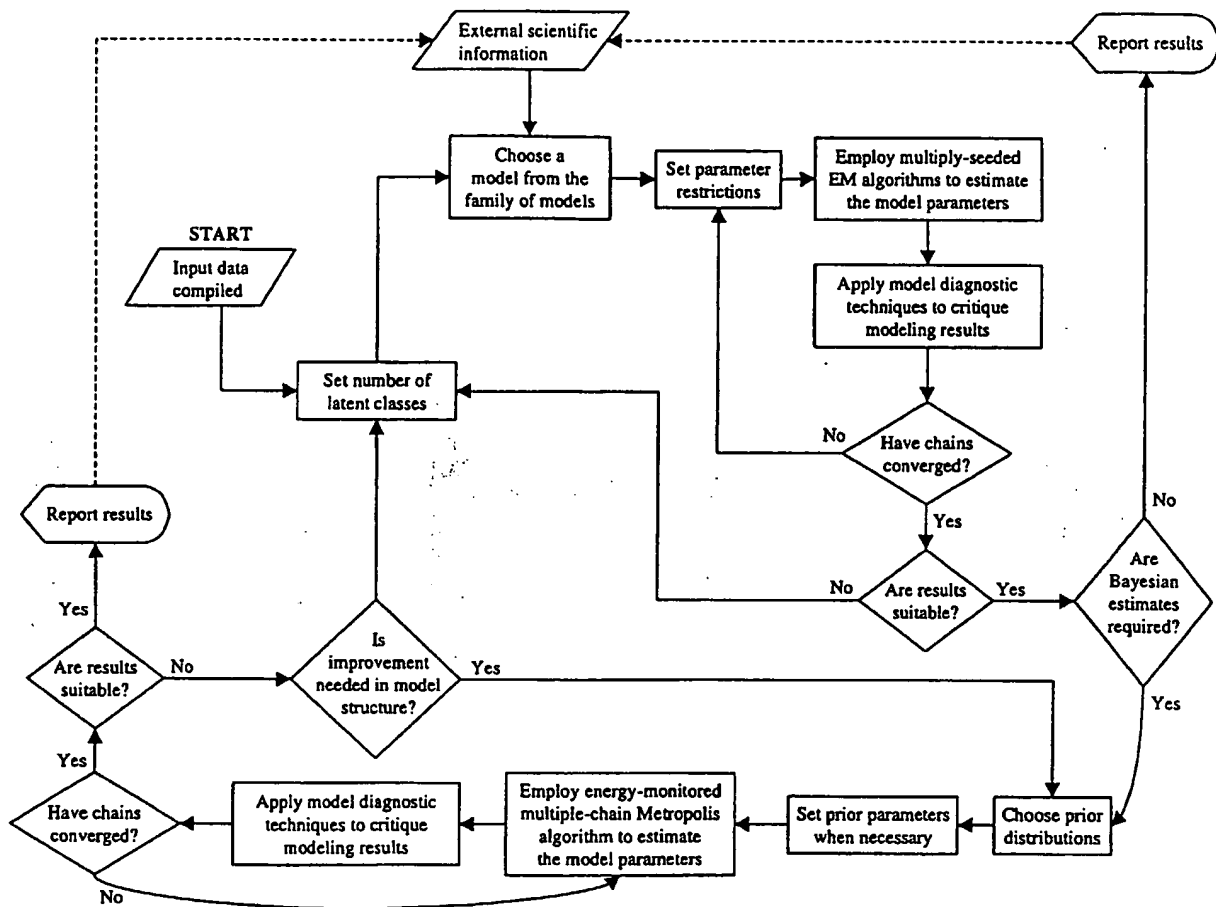 External scientific
information
Report results
Choose a
model from the
family of models
Set parameter
restrictions
Employ multiply-seeded
EM algorithms to estimate
the model parameters
START
Input data
compiled
Apply model diagnostic
techniques to critique
modeling results
Set number of
latent classes
No
Have chains
converged?
Yes
Report results
No
No
Are results
suitable?
Yes
Are
Bayesian
estimates
required?
Yes
Yes
Are results
suitable?
No
Is
improvement
needed in model
structure?
Yes
Yes
Have chains
converged?
No
Apply model diagnostic
techniques to critique
modeling results
Employ energy-monitored
multiple-chain Metropolis
algorithm to estimate
the model parameters
Set prior parameters
when necessary
Choose prior
distributions